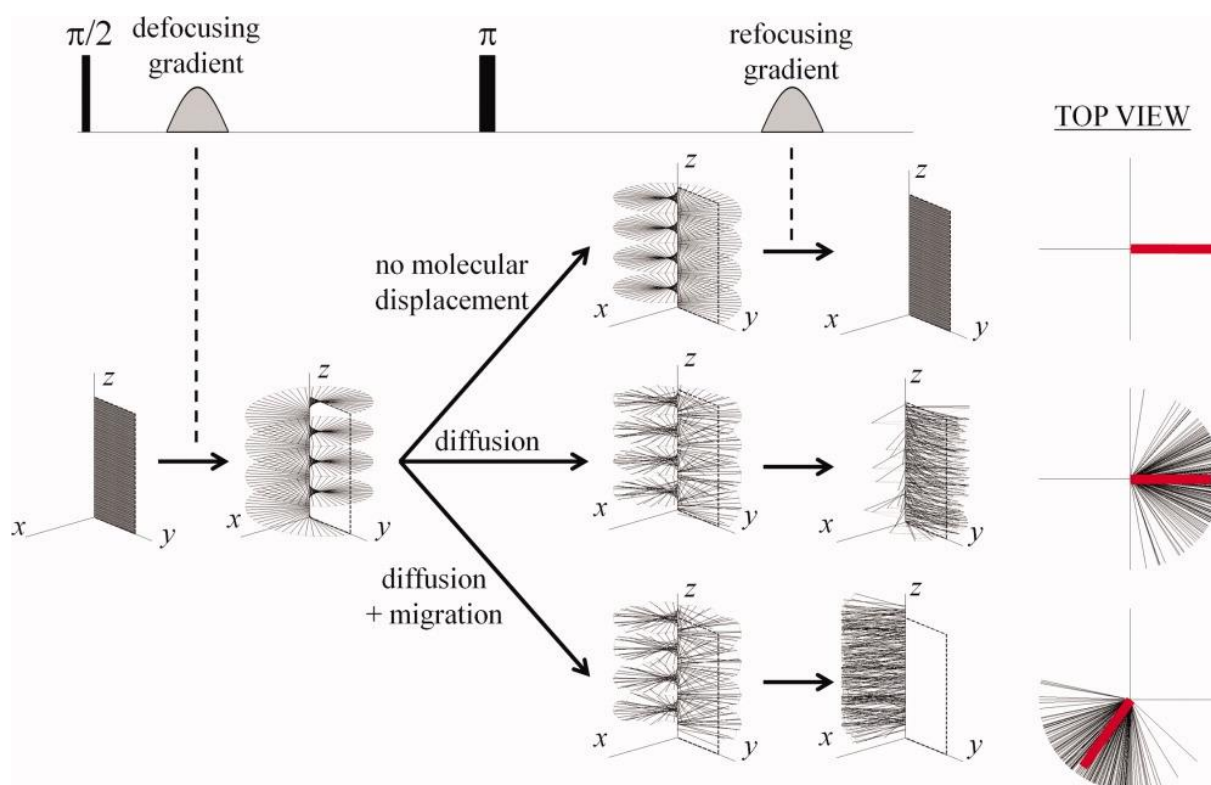 π/2
defocusing
gradient
π
refocusing
gradient
TOP VIEW
z
x
y
z
x
y
no molecular
displacement
z
x
y
z
x
y
diffusion
z
x
y
z
x
y
diffusion
+ migration
z
x
y
z
x
y